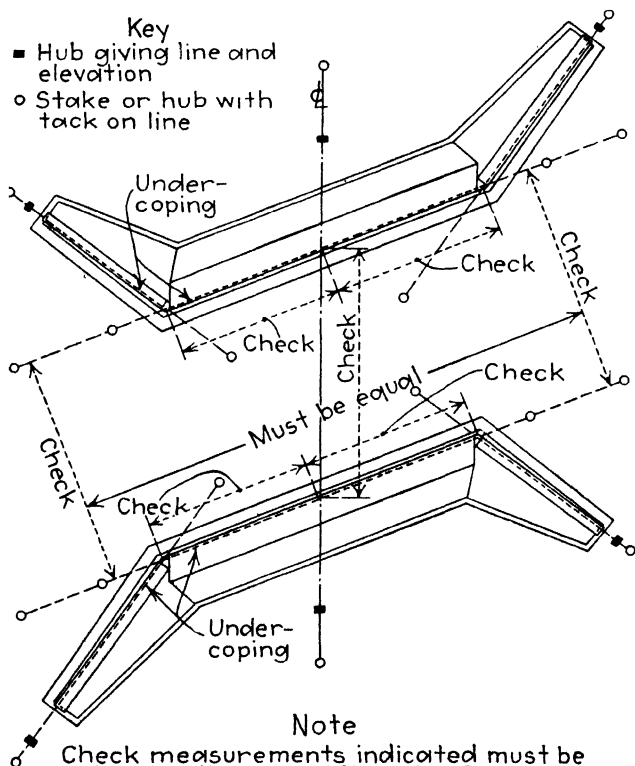 Key
Hub giving line and
elevation
Stake or hub with
tack on line
℄
Under-
coping
Check
Check
Check
Check
Check
Must be equal
Check
Check
Under-
coping
Note
Check measurements indicated must be